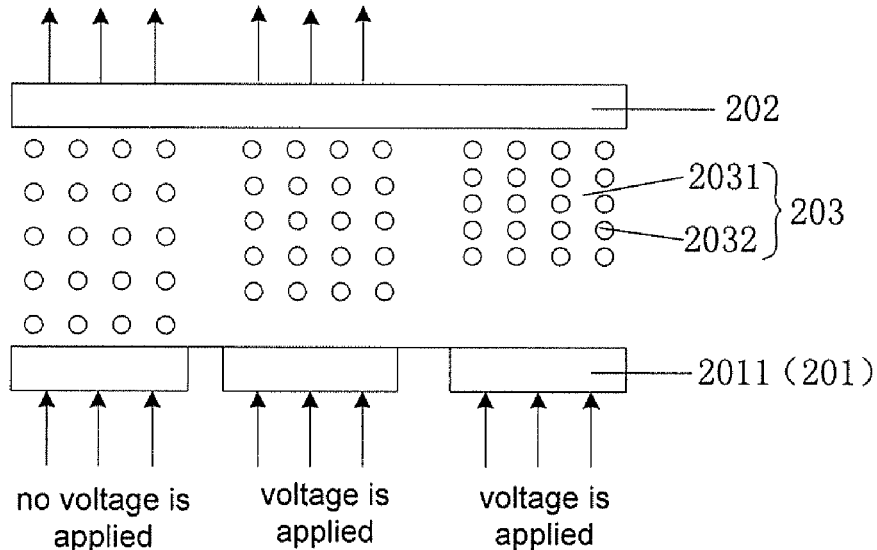 202
2031
203
2032
2011 (201)
no voltage is
applied
voltage is
applied
voltage is
applied